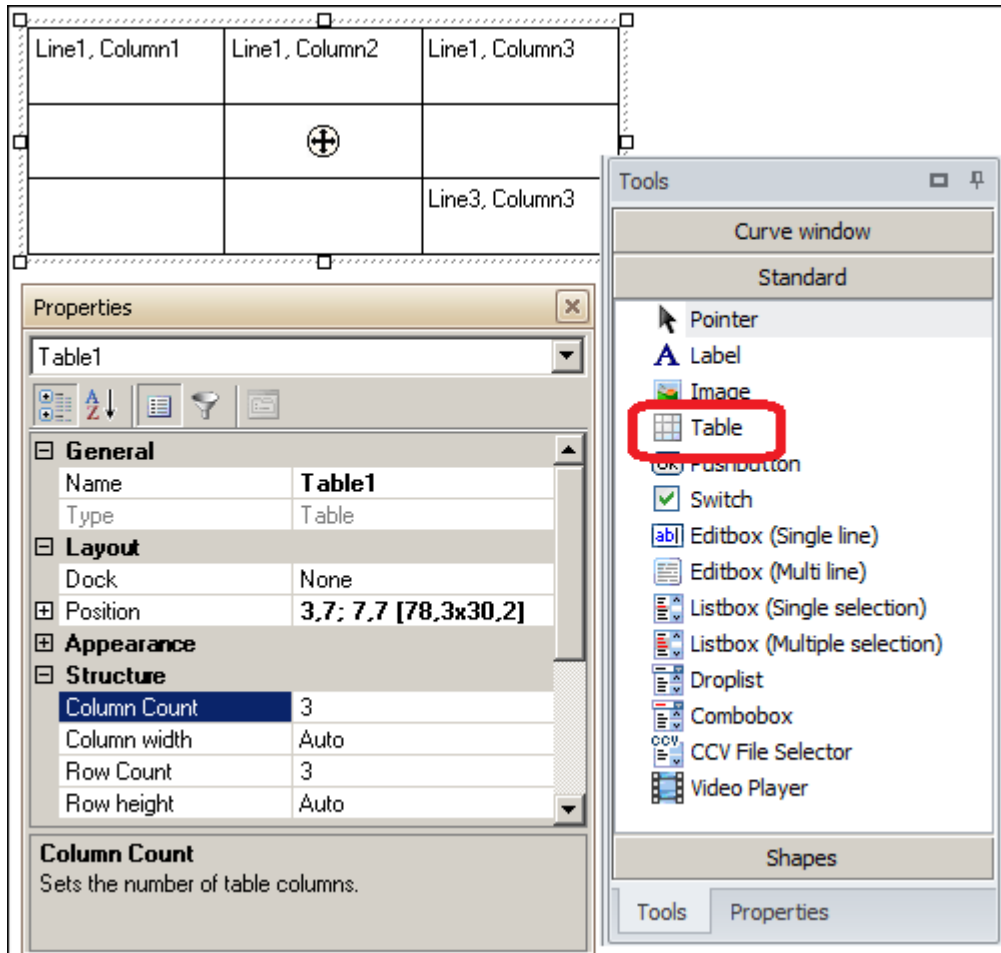 Line1, Column1 Line1, Column2 Line1, Column3
Line3, Column3
Properties
Table1
General
Name Table1
Type Table
Layout
Dock None
Position 3,7; 7,7 [78,3x30,2]
Appearance
Structure
Column Count 3
Column width Auto
Row Count 3
Row height Auto
Column Count
Sets the number of table columns.
Tools
Curve window
Standard
Pointer
A Label
Image
Table
OK Pushbutton
Switch
ab Editbox (Single line)
Editbox (Multi line)
Listbox (Single selection)
Listbox (Multiple selection)
Droplist
Combobox
CCV CCV File Selector
Video Player
Shapes
Tools Properties